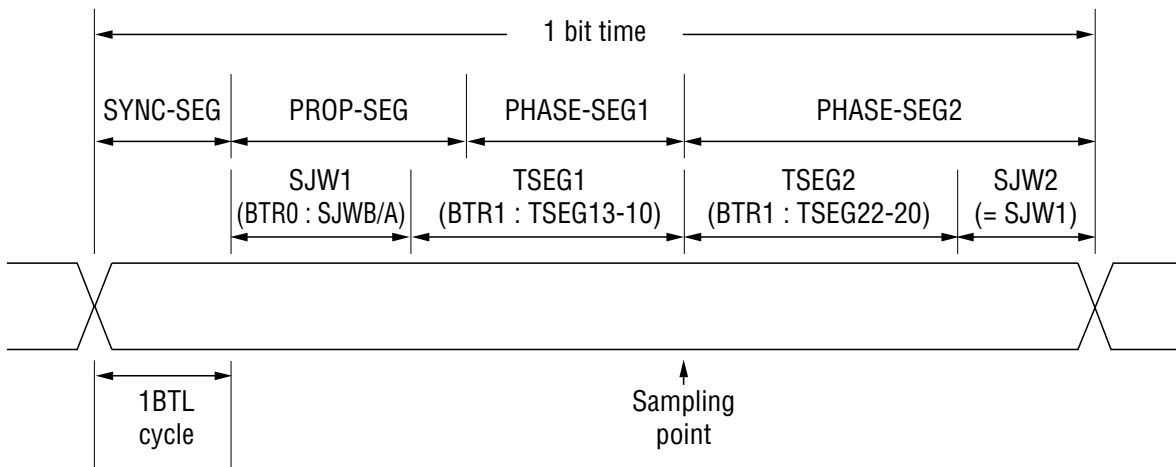 1 bit time
SYNC-SEG PROP-SEG PHASE-SEG1 PHASE-SEG2
SJW1
(BTR0 : SJWB/A)
TSEG1
(BTR1 : TSEG13-10)
TSEG2
(BTR1 : TSEG22-20)
SJW2
(= SJW1)
1BTL
cycle
Sampling
point